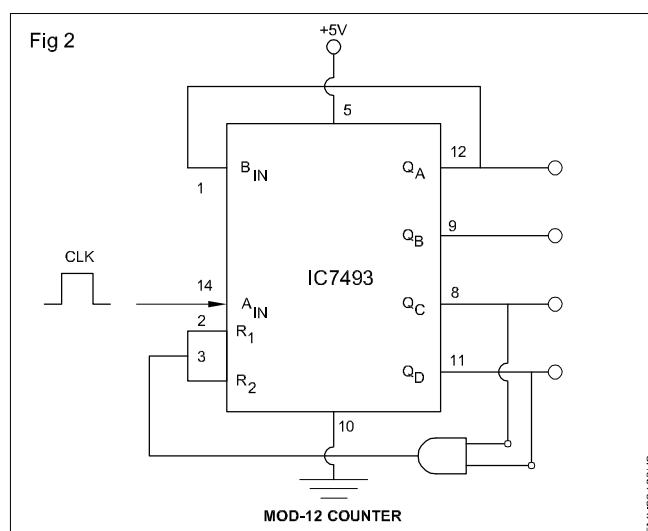 Fig 2
+5V
5
12
1
B IN
Q A
9
Q B
CLK
14
IC7493
8
A IN
Q C
2
R 1
3
11
R 2
Q D
10
MOD-12 COUNTER